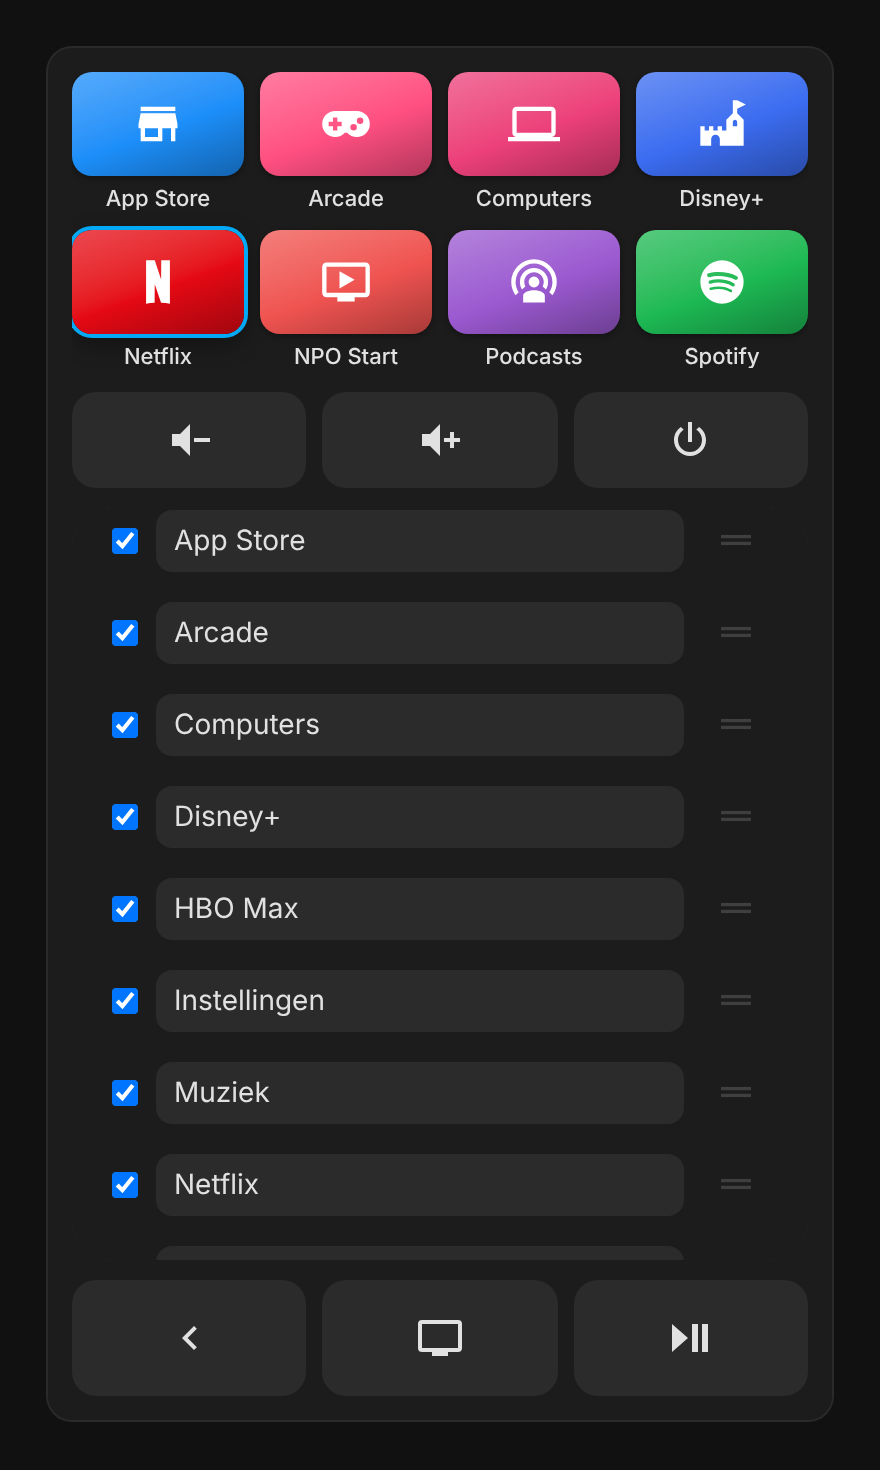 App Store
Arcade
Computers
Disney+
Netflix
NPO Start
Podcasts
Spotify
App Store
Arcade
Computers
Disney+
HBO Max
Instellingen
Muziek
Netflix